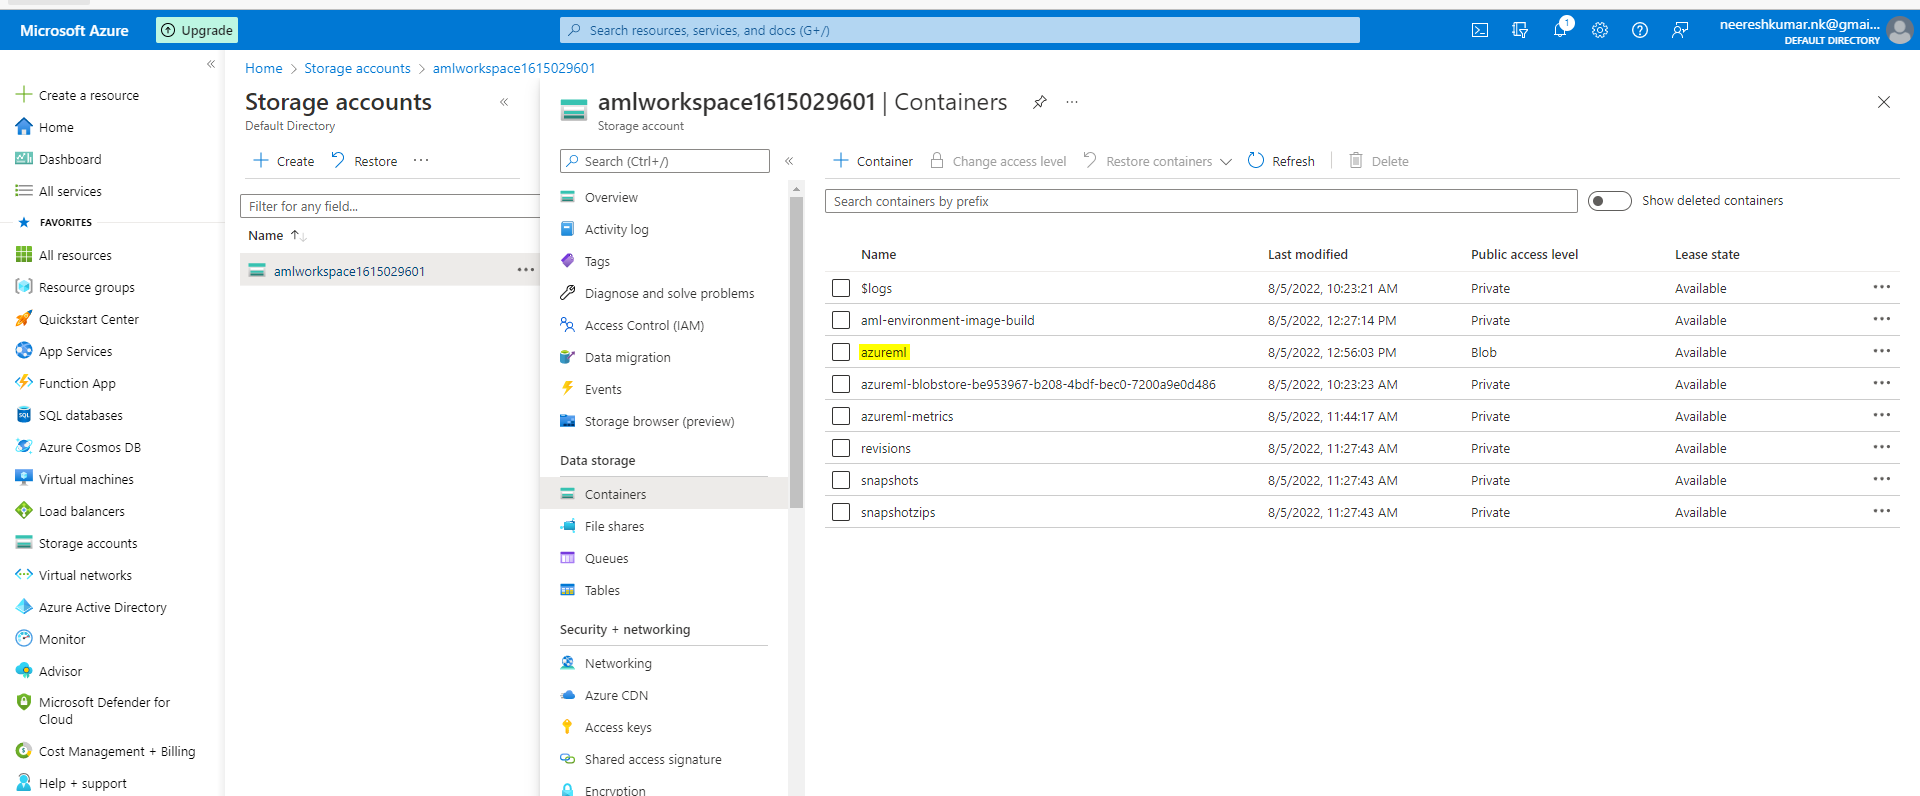 Microsoft Azure
Upgrade
Search resources, services, and docs (G+/)
1
neereshkumar.nk@gmai...
DEFAULT DIRECTORY
Create a resource
Home
Dashboard
All services
FAVORITES
All resources
Resource groups
Quickstart Center
App Services
Function App
SQL databases
Azure Cosmos DB
Virtual machines
Load balancers
Storage accounts
Virtual networks
Azure Active Directory
Monitor
Advisor
Microsoft Defender for
Cloud
Cost Management + Billing
Help + support
Home > Storage accounts > amlworkspace1615029601
Storage accounts
Default Directory
Create Restore ...
Filter for any field...
Name
amlworkspace1615029601
amlworkspace1615029601 | Containers
Storage account
Search (Ctrl+/)
Overview
Activity log
Tags
Diagnose and solve problems
Access Control (IAM)
Data migration
Events
Storage browser (preview)
Data storage
Containers
File shares
Queues
Tables
Security + networking
Networking
Azure CDN
Access keys
Shared access signature
Encryption
Container Change access level Restore containers Refresh Delete
Search containers by prefix
Show deleted containers
Name Last modified Public access level Lease state
$logs 8/5/2022, 10:23:21 AM Private Available
aml-environment-image-build 8/5/2022, 12:27:14 PM Private Available
azureml 8/5/2022, 12:56:03 PM Blob Available
azureml-blobstore-be953967-b208-4bdf-bec0-7200a9e0d486 8/5/2022, 10:23:23 AM Private Available
azureml-metrics 8/5/2022, 11:44:17 AM Private Available
revisions 8/5/2022, 11:27:43 AM Private Available
snapshots 8/5/2022, 11:27:43 AM Private Available
snapshotzips 8/5/2022, 11:27:43 AM Private Available